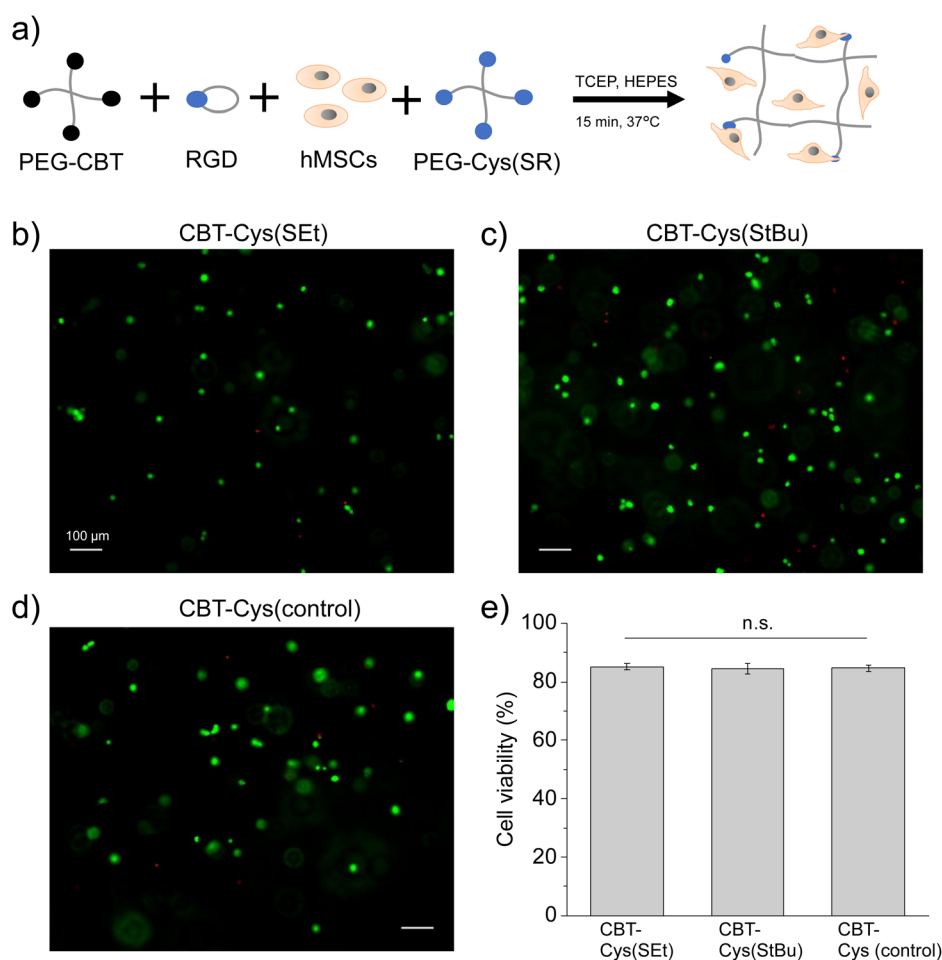 a)
TCEP, HEPES
15 min, 37°C
PEG-CBT
RGD
hMSCs
PEG-Cys(SR)
b)
CBT-Cys(SEt)
100 µm
c)
CBT-Cys(StBu)
d)
CBT-Cys(control)
e)
n.s.
Cell viability (%)
100
80
60
40
20
0
CBT-
Cys(SEt)
CBT-
Cys(StBu)
CBT-
Cys (control)